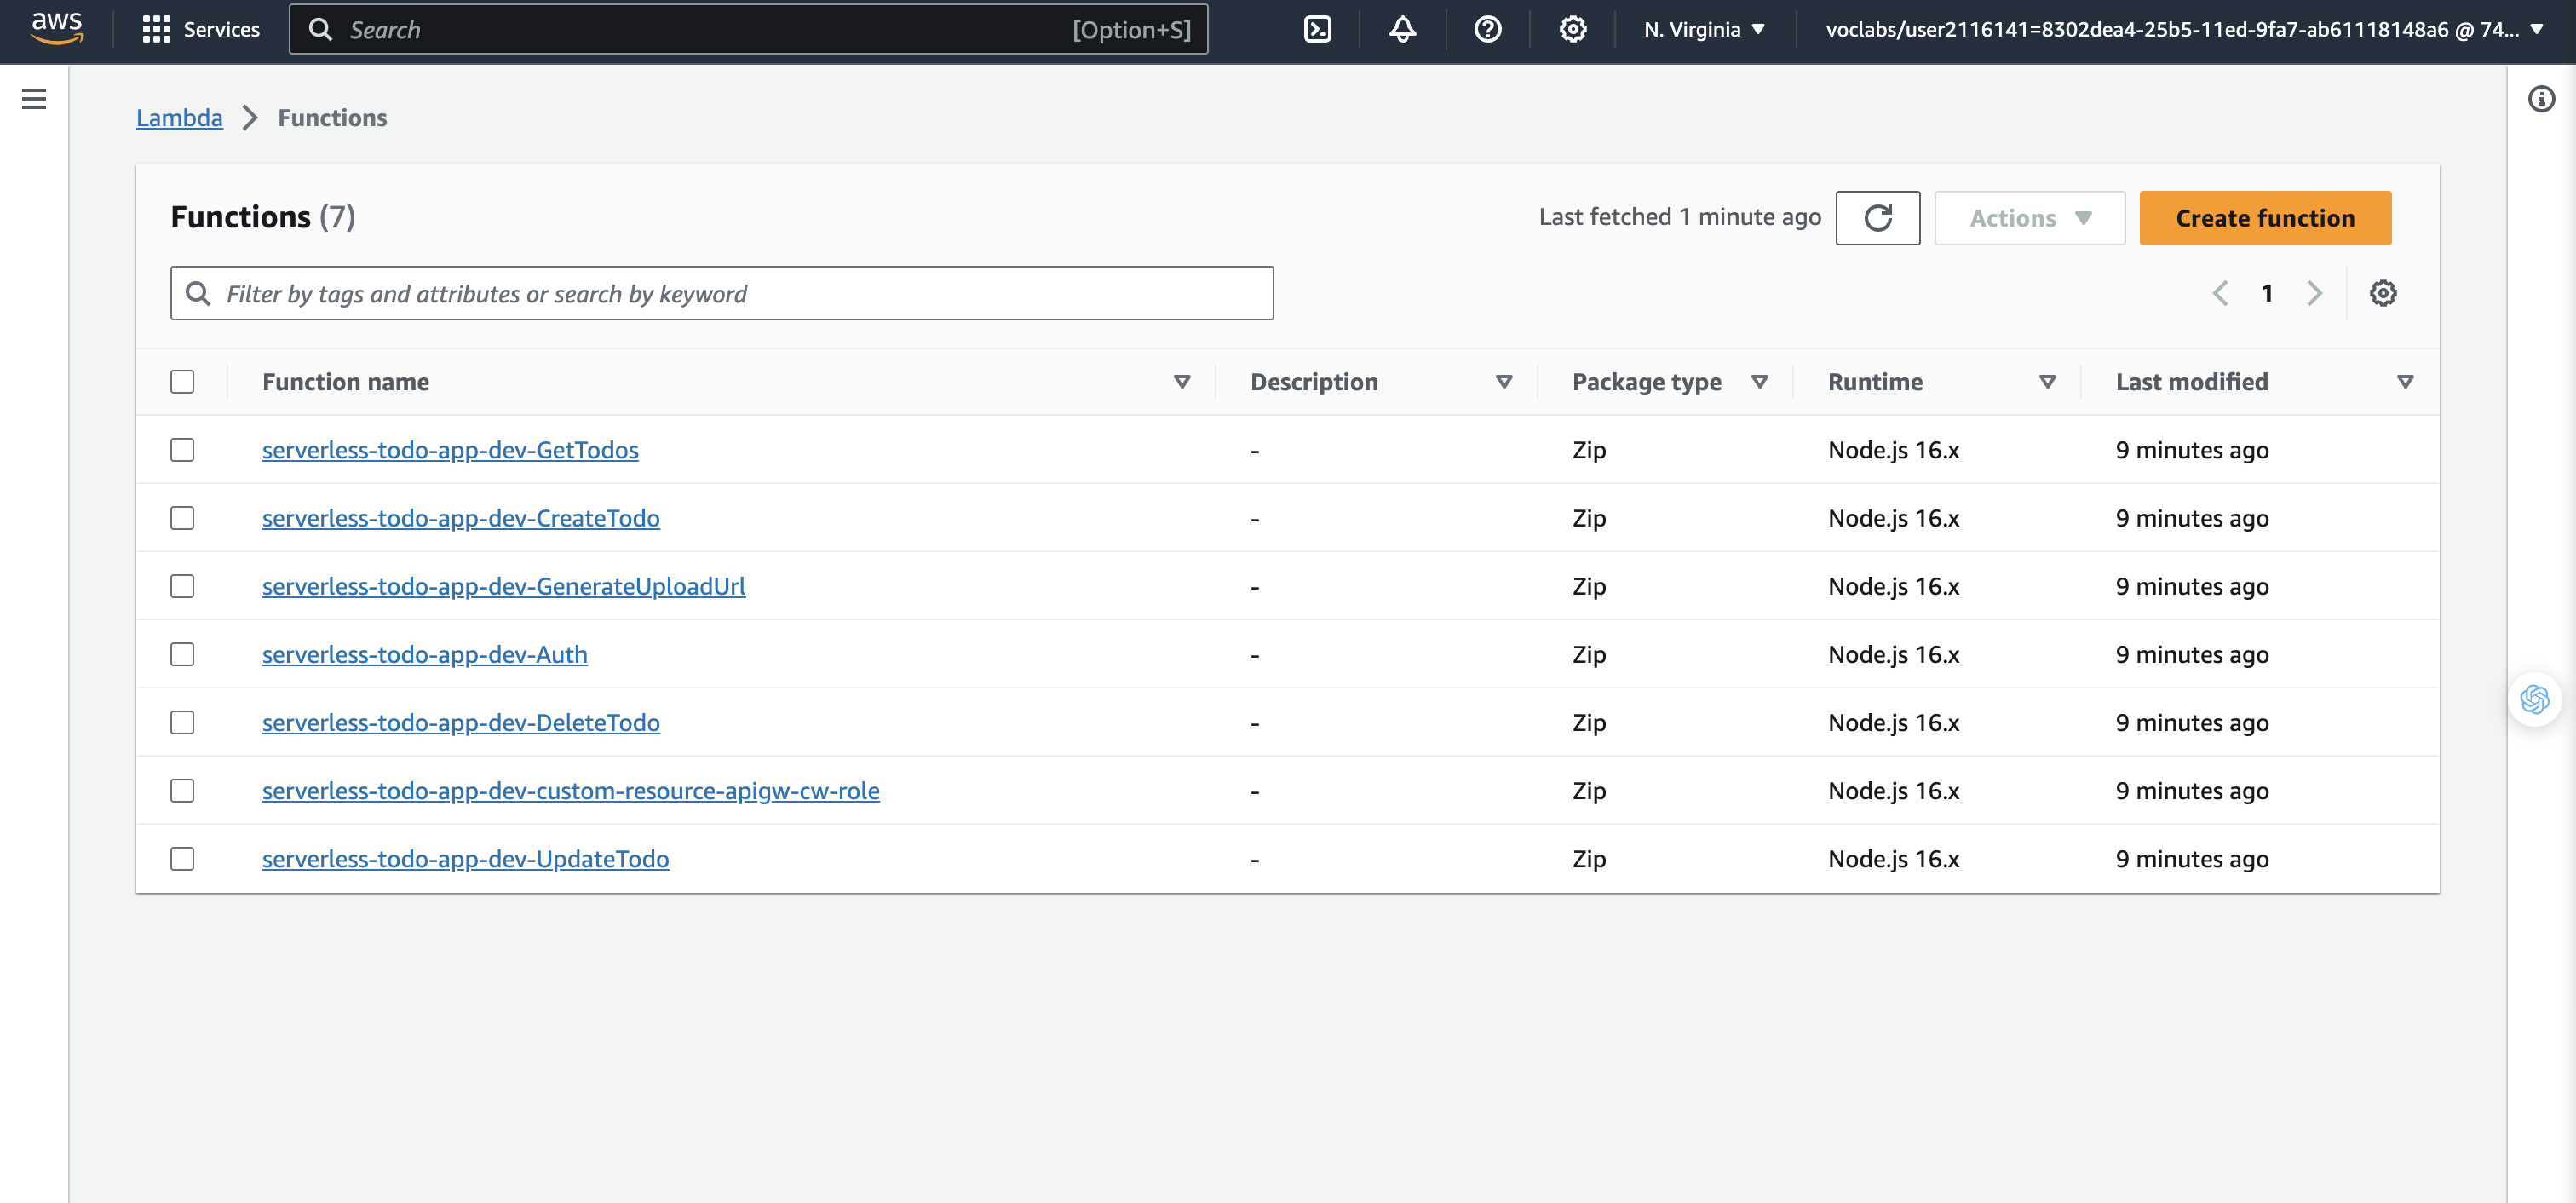 aws Services Search [Option+S] N. Virginia voclabs/user2116141=8302dea4-25b5-11ed-9fa7-ab61118148a6 @ 74...
Lambda Functions
Functions (7) Last fetched 1 minute ago Actions Create function
Filter by tags and attributes or search by keyword 1
Function name Description Package type Runtime Last modified
serverless-todo-app-dev-GetTodos - Zip Node.js 16.x 9 minutes ago
serverless-todo-app-dev-CreateTodo - Zip Node.js 16.x 9 minutes ago
serverless-todo-app-dev-GenerateUploadUrl - Zip Node.js 16.x 9 minutes ago
serverless-todo-app-dev-Auth - Zip Node.js 16.x 9 minutes ago
serverless-todo-app-dev-DeleteTodo - Zip Node.js 16.x 9 minutes ago
serverless-todo-app-dev-custom-resource-apigw-cw-role - Zip Node.js 16.x 9 minutes ago
serverless-todo-app-dev-UpdateTodo - Zip Node.js 16.x 9 minutes ago